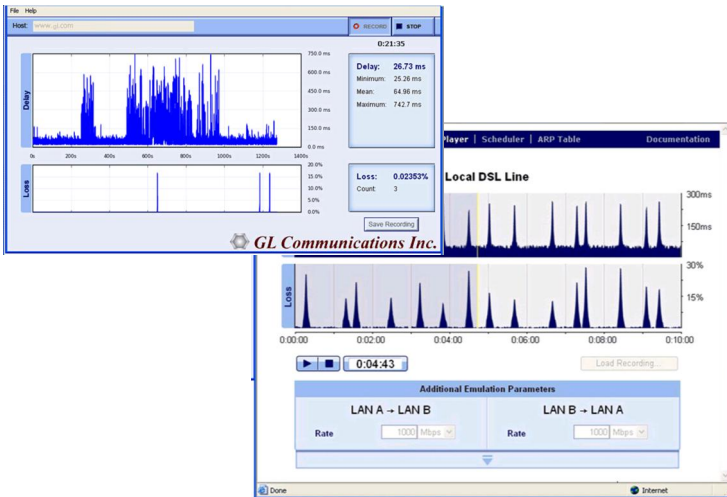 File Help
Host: www.gl.com
RECORD STOP
0:21:35
750.0 ms
600.0 ms
450.0 ms
300.0 ms
150.0 ms
0.0 ms
Delay
0s 200s 400s 600s 800s 1000s 1200s 1400s
Delay: 26.73 ms
Minimum: 25.26 ms
Mean: 64.96 ms
Maximum: 742.7 ms
20.0%
15.0%
10.0%
5.0%
Loss
Loss: 0.02353%
Count: 3
Save Recording
GL Communications Inc.
Player | Scheduler | ARP Table Documentation
Local DSL Line
300ms
150ms
30%
15%
Loss
0:00:00 0:02:00 0:04:00 0:06:00 0:08:00 0:10:00
0:04:43
Load Recording...
Additional Emulation Parameters
LAN A → LAN B LAN B → LAN A
Rate 1000 Mbps Rate 1000 Mbps
Done Internet